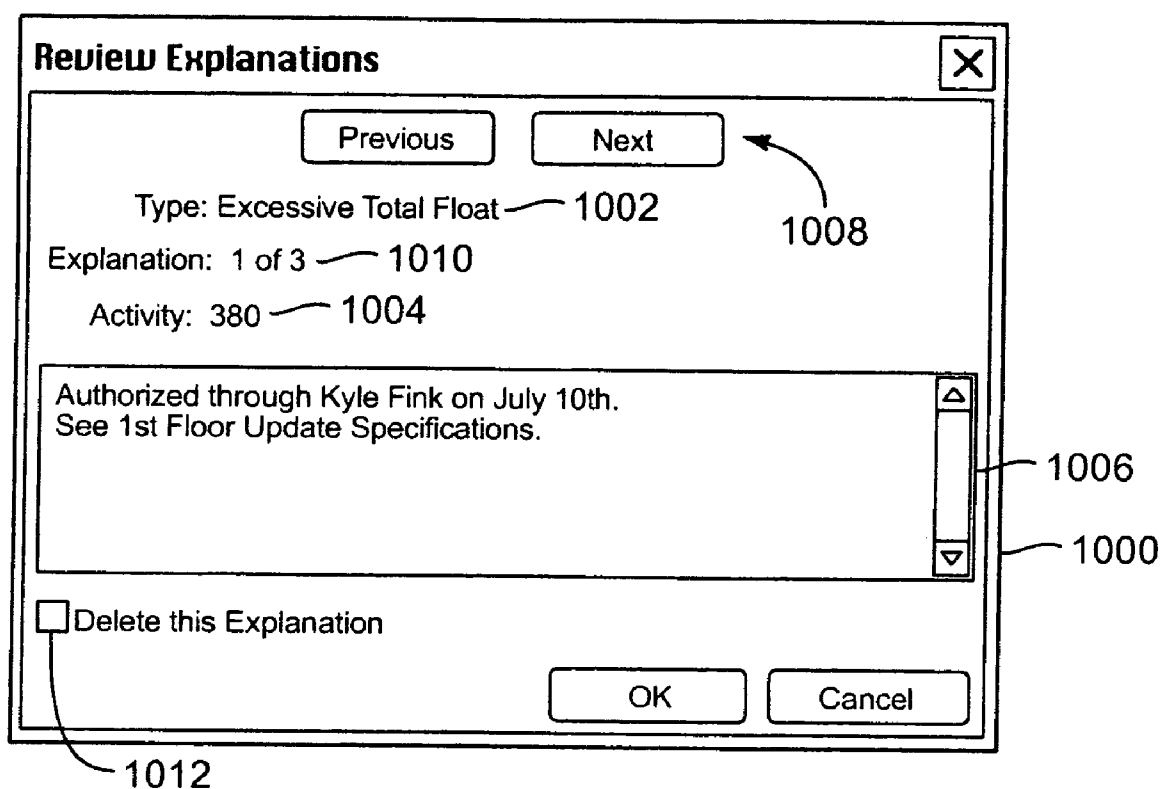 Review Explanations
Previous Next
1008
Type: Excessive Total Float 1002
Explanation: 1 of 3 1010
Activity: 380 1004
Authorized through Kyle Fink on July 10th.
See 1st Floor Update Specifications.
1006
1000
Delete this Explanation
OK Cancel
1012